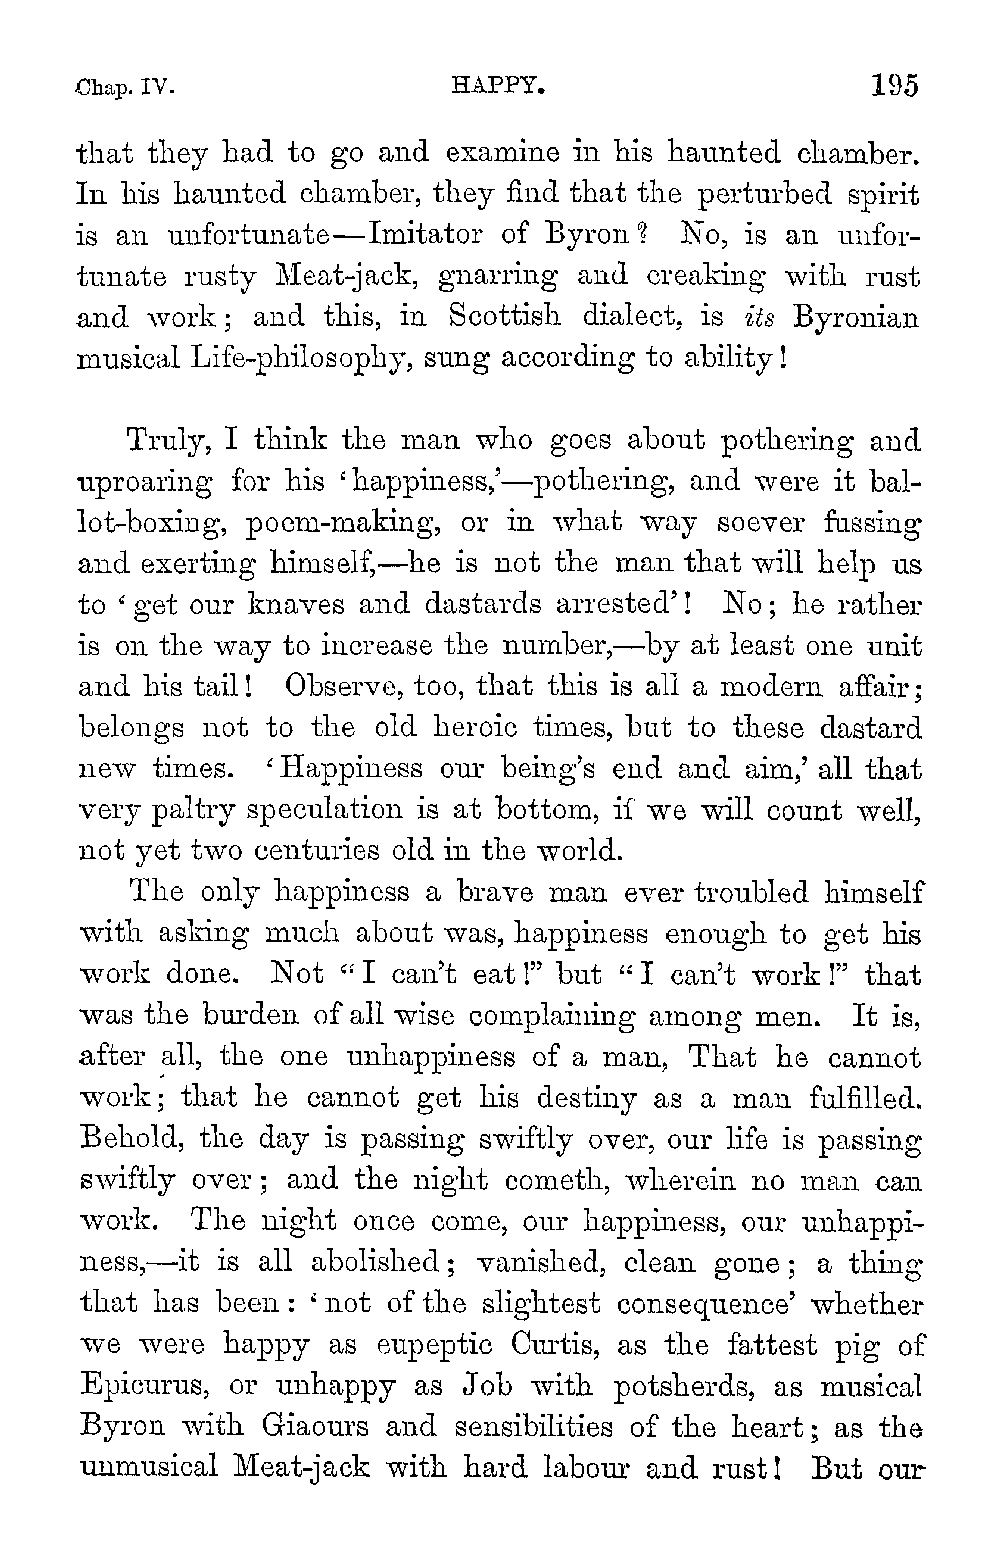 Chap. IV. HAPPY. 195
that they had to go and examine in his haunted chamber.
In his haunted chamber, they find that the perturbed spirit
is an unfortunate—Imitator of Byron? No, is an unfor-
tunate rusty Meat-jack, gnarring and creaking with rust
and work; and this, in Scottish dialect, is its Byronian
musical Life-philosophy, sung according to ability!
Truly, I think the man who goes about pothering and
uproaring for his ‘happiness,’—pothering, and were it bal-
lot-boxing, poem-making, or in what way soever fussing
and exerting himself,—he is not the man that will help us
to ‘get our knaves and dastards arrested’! No; he rather
is on the way to increase the number,—by at least one unit
and his tail! Observe, too, that this is all a modern affair;
belongs not to the old heroic times, but to these dastard
new times. ‘Happiness our being’s end and aim,’ all that
very paltry speculation is at bottom, if we will count well,
not yet two centuries old in the world.
The only happiness a brave man ever troubled himself
with asking much about was, happiness enough to get his
work done. Not “I can’t eat!” but “I can’t work!” that
was the burden of all wise complaining among men. It is,
after all, the one unhappiness of a man, That he cannot
work; that he cannot get his destiny as a man fulfilled.
Behold, the day is passing swiftly over, our life is passing
swiftly over; and the night cometh, wherein no man can
work. The night once come, our happiness, our unhappi-
ness,—it is all abolished; vanished, clean gone; a thing
that has been: ‘not of the slightest consequence’ whether
we were happy as eupeptic Curtis, as the fattest pig of
Epicurus, or unhappy as Job with potsherds, as musical
Byron with Giaours and sensibilities of the heart; as the
unmusical Meat-jack with hard labour and rust! But our